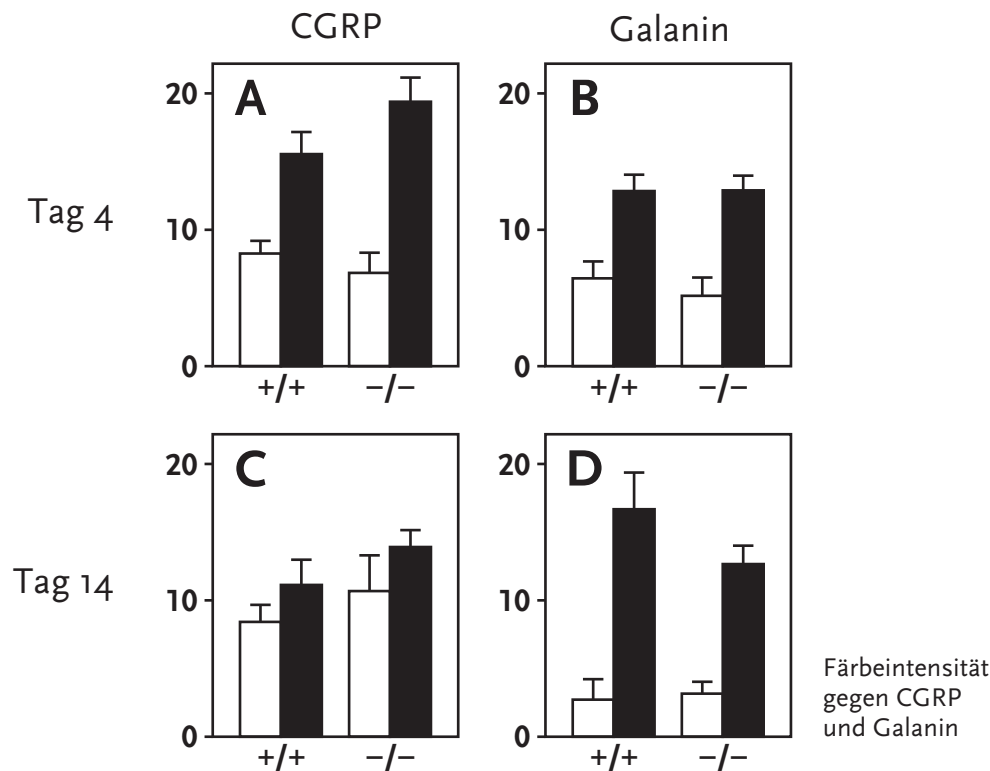 CGRP
Galanin
A
B
20
20
Tag 4
10
10
0
0
+/+
−/−
+/+
−/−
C
D
20
20
Tag 14
10
10
Färbeintensität
gegen CGRP
und Galanin
0
0
+/+
−/−
+/+
−/−